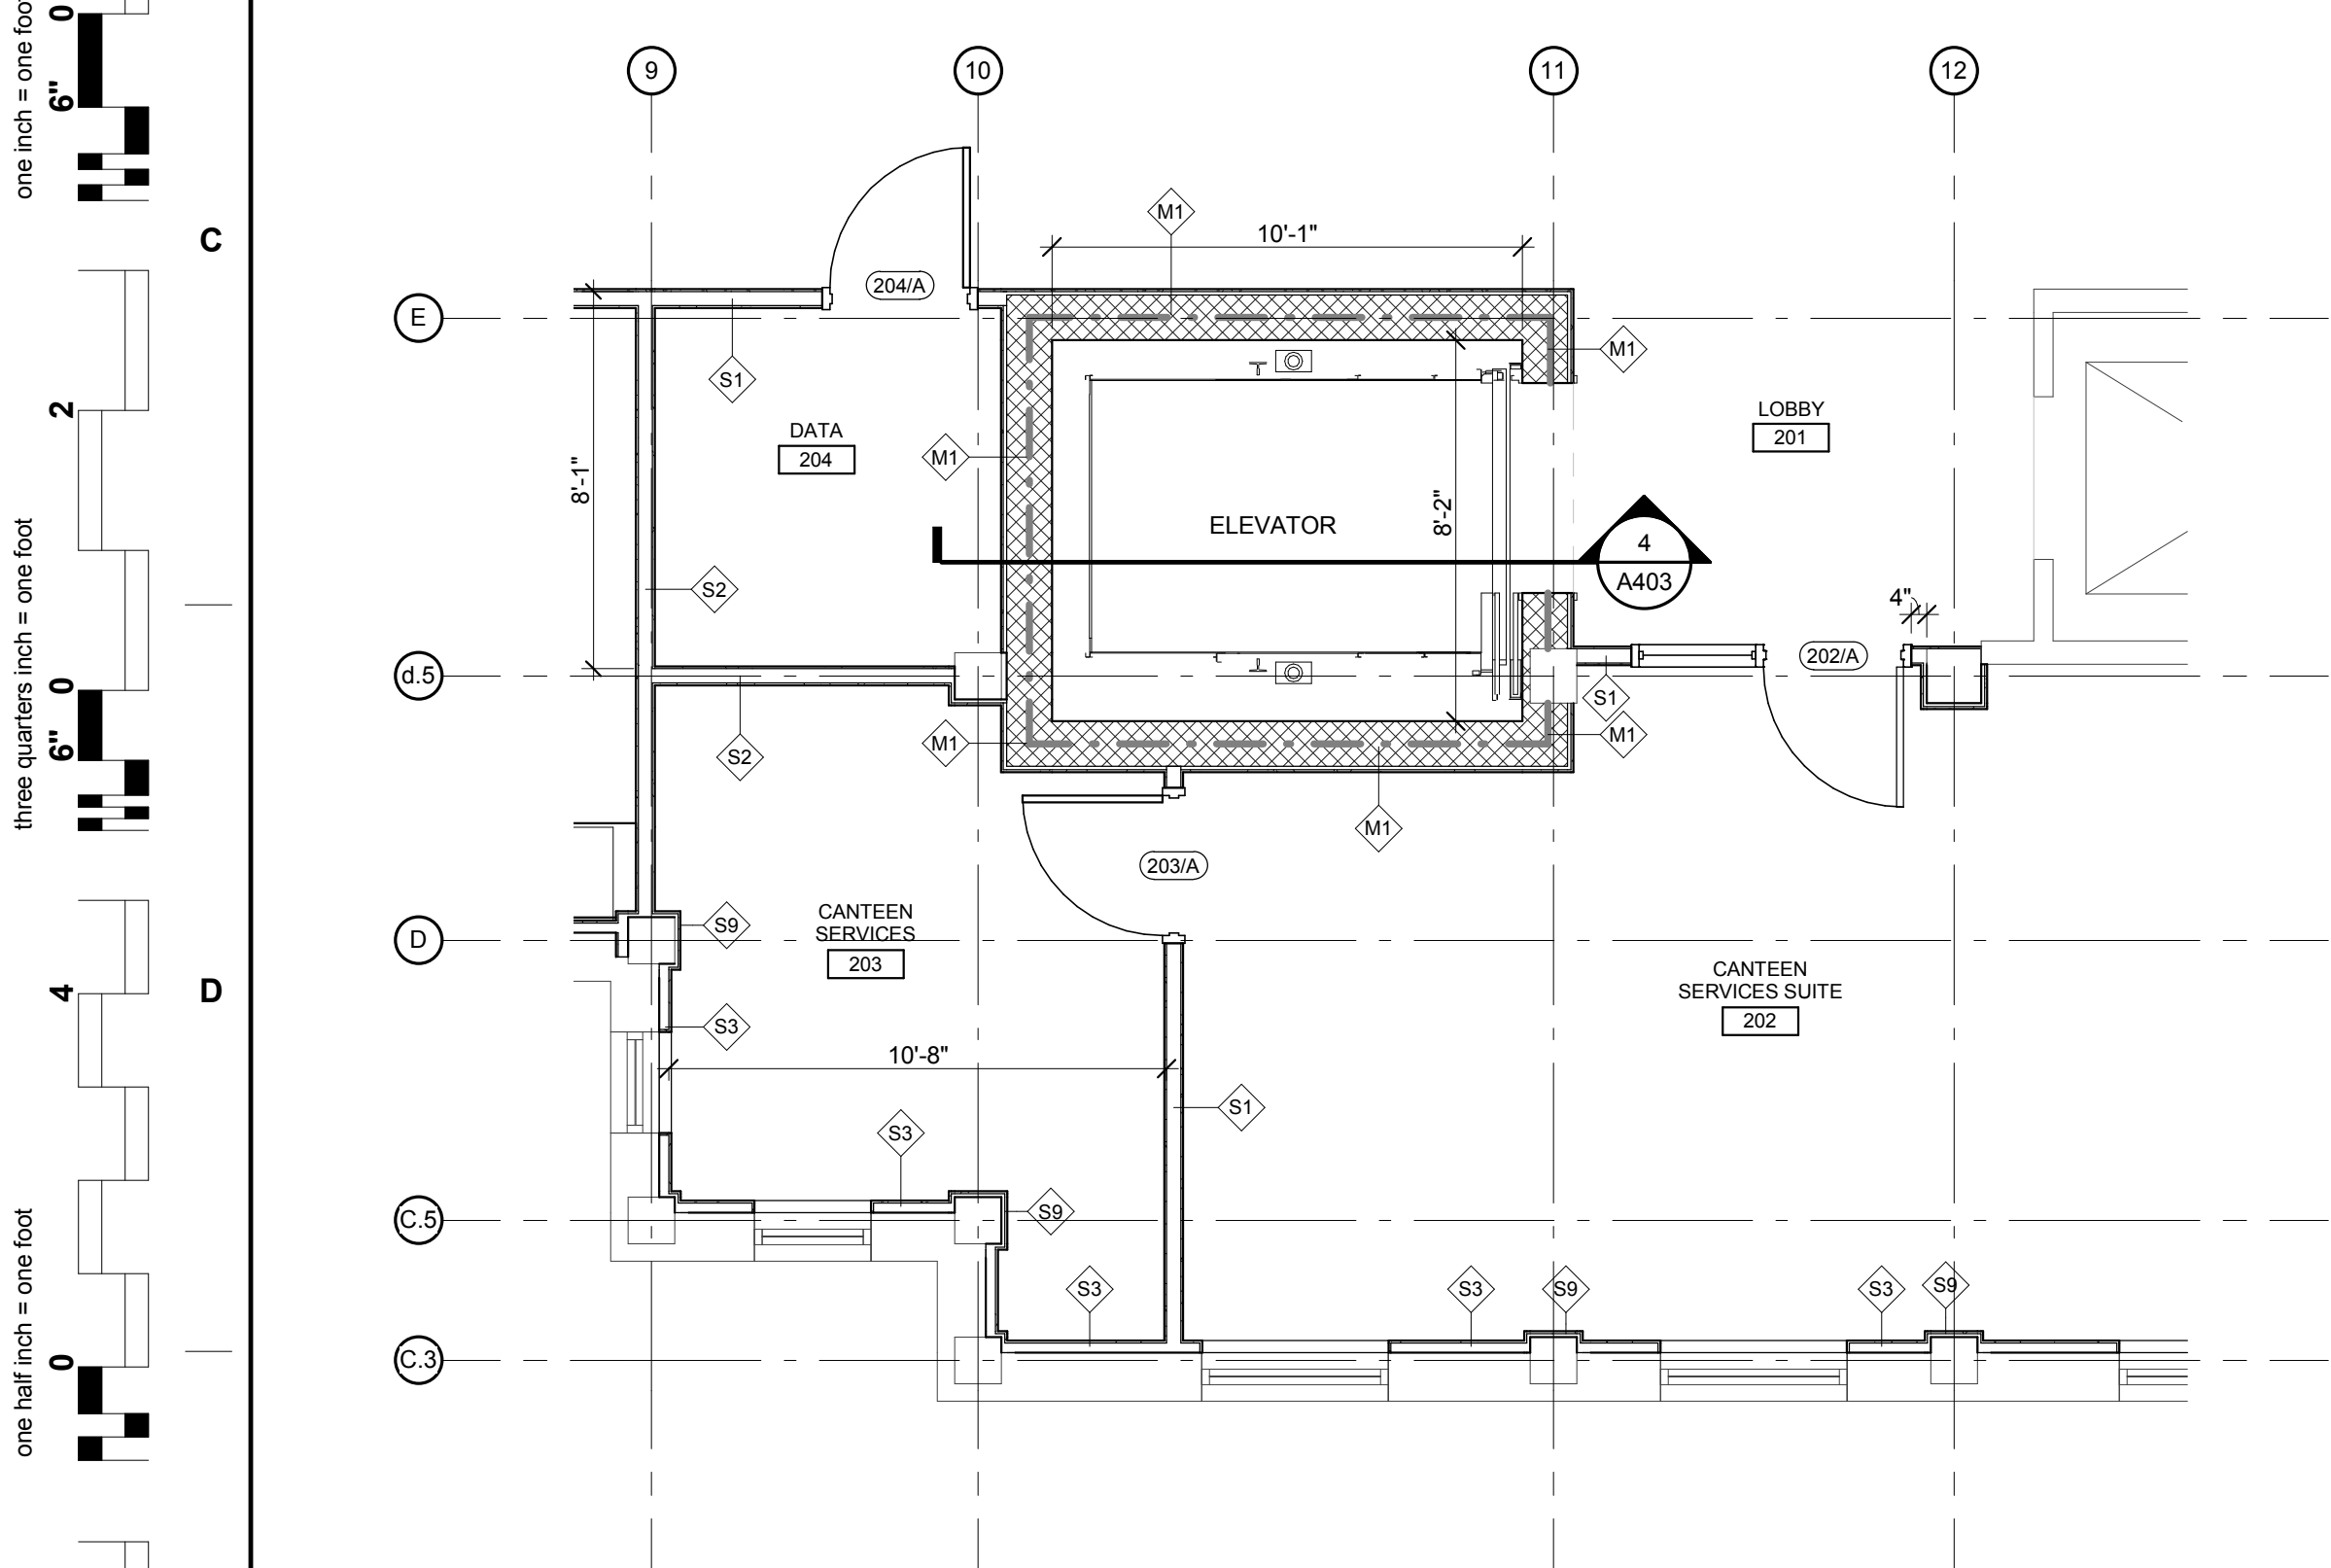 9
10
11
12
one inch = one foot
0
6"
C
M1
10'-1"
204/A
E
M1
S1
LOBBY
201
2
DATA
204
M1
8'-1"
ELEVATOR
8'-2"
4
A403
S2
4"
three quarters inch = one foot
0
6"
d.5
202/A
S1
M1
M1
S2
M1
203/A
CANTEEN
SERVICES
203
S9
D
4
D
CANTEEN
SERVICES SUITE
202
S3
10'-8"
S1
S3
S9
C.5
one half inch = one foot
0
S3
S3
S9
S3
S9
C.3